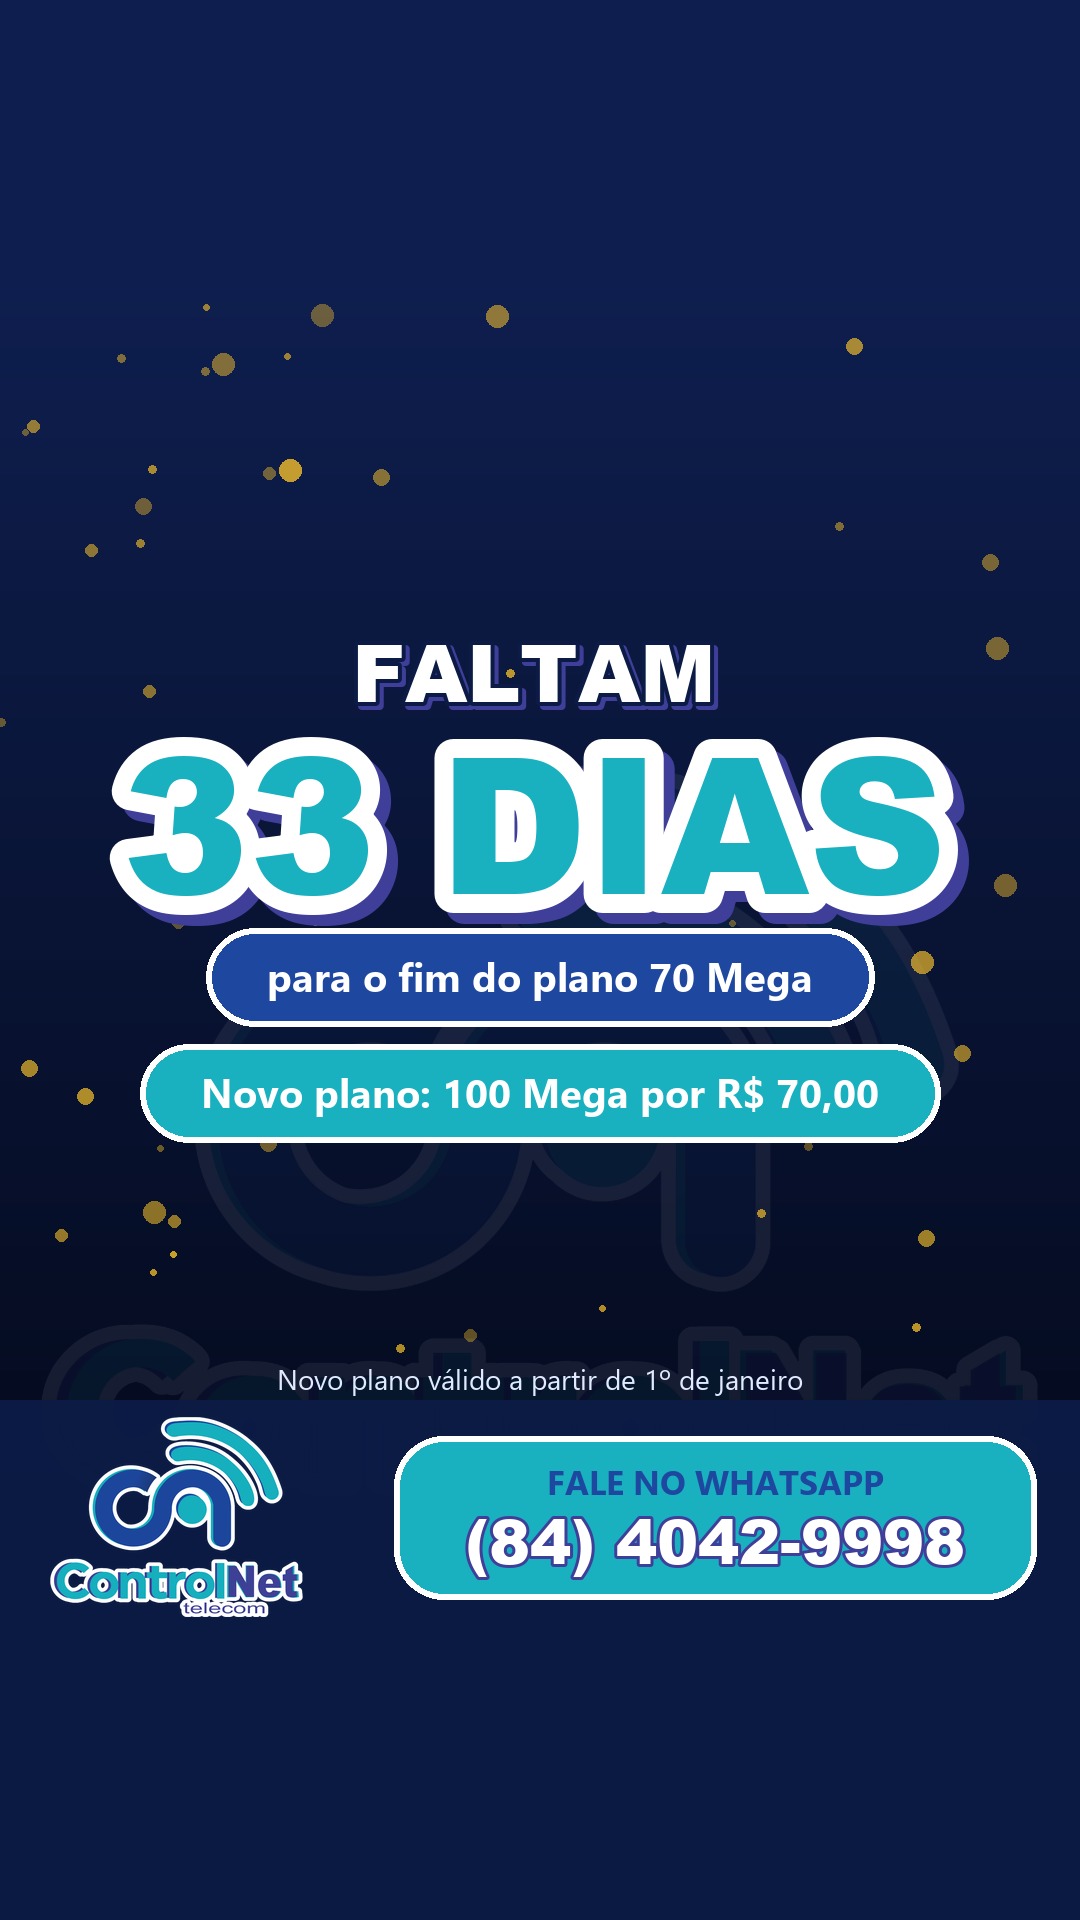 FALTAM
33 DIAS
para o fim do plano 70 Mega
Novo plano: 100 Mega por R$ 70,00
Novo plano válido a partir de 1º de janeiro
ControlNet
telecom
FALE NO WHATSAPP
(84) 4042-9998